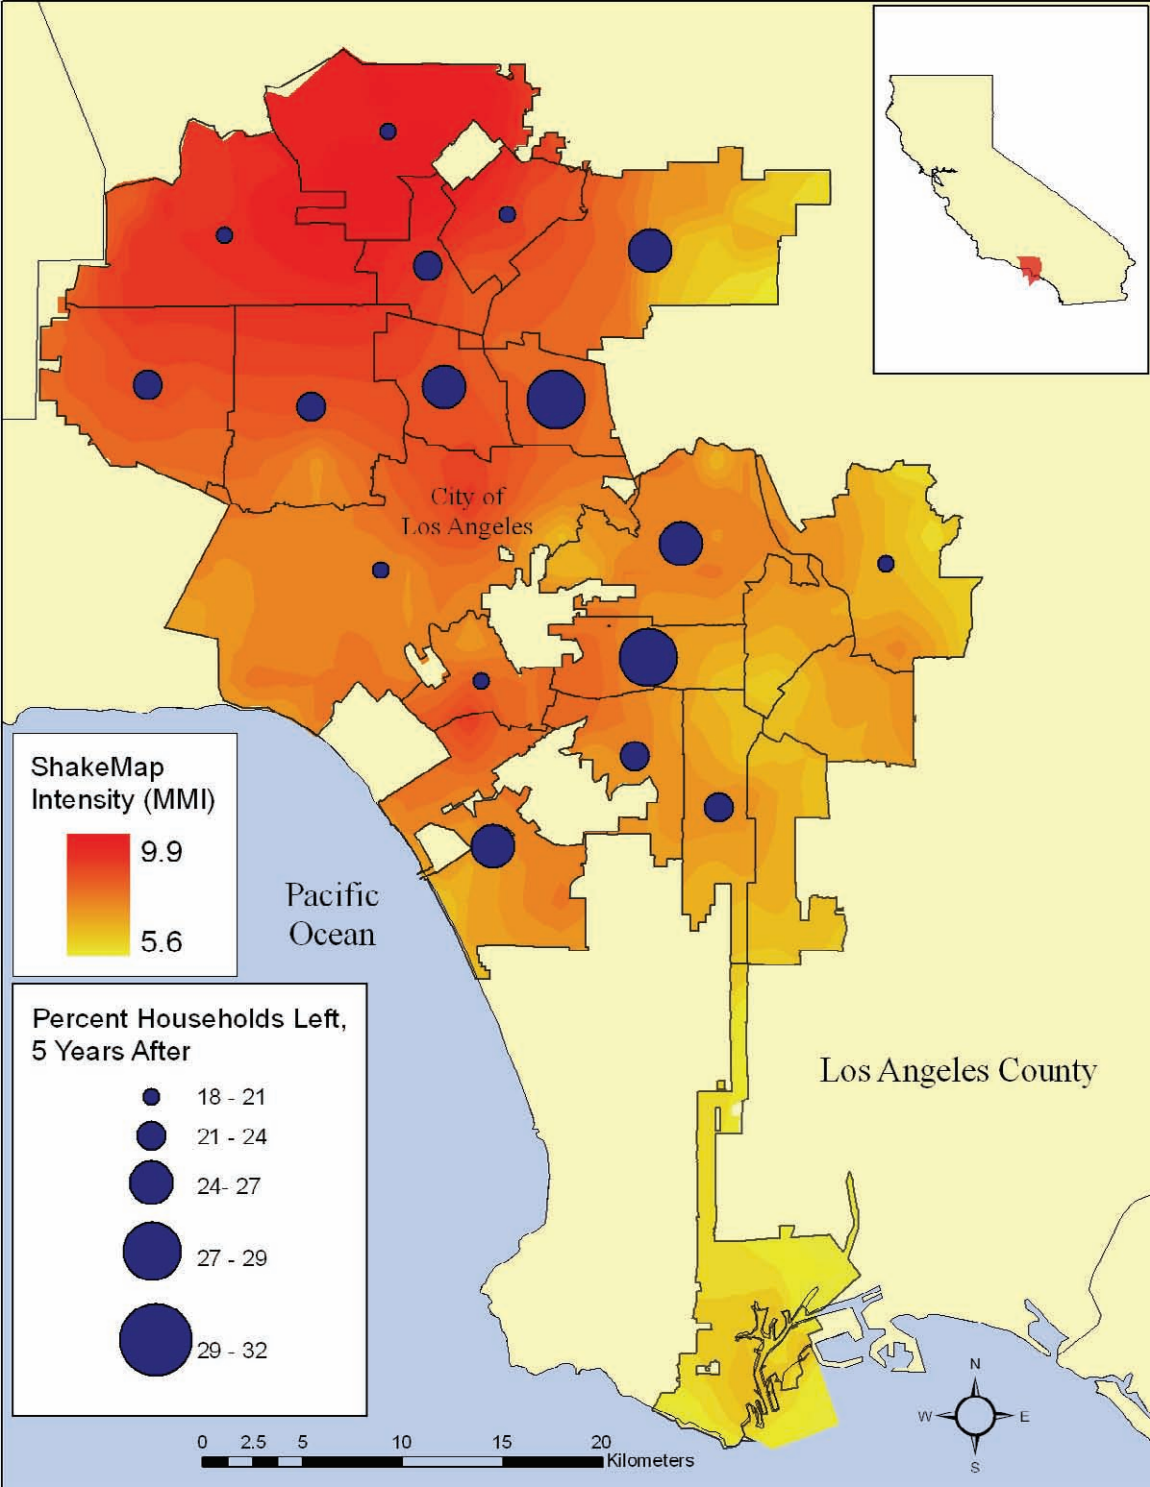 City of
Los Angeles
ShakeMap
Intensity (MMI)
9.9
5.6
Pacific
Ocean
Percent Households Left,
5 Years After
18 - 21
21 - 24
24- 27
27 - 29
29 - 32
Los Angeles County
N
W E
S
0 2.5 5 10 15 20
Kilometers